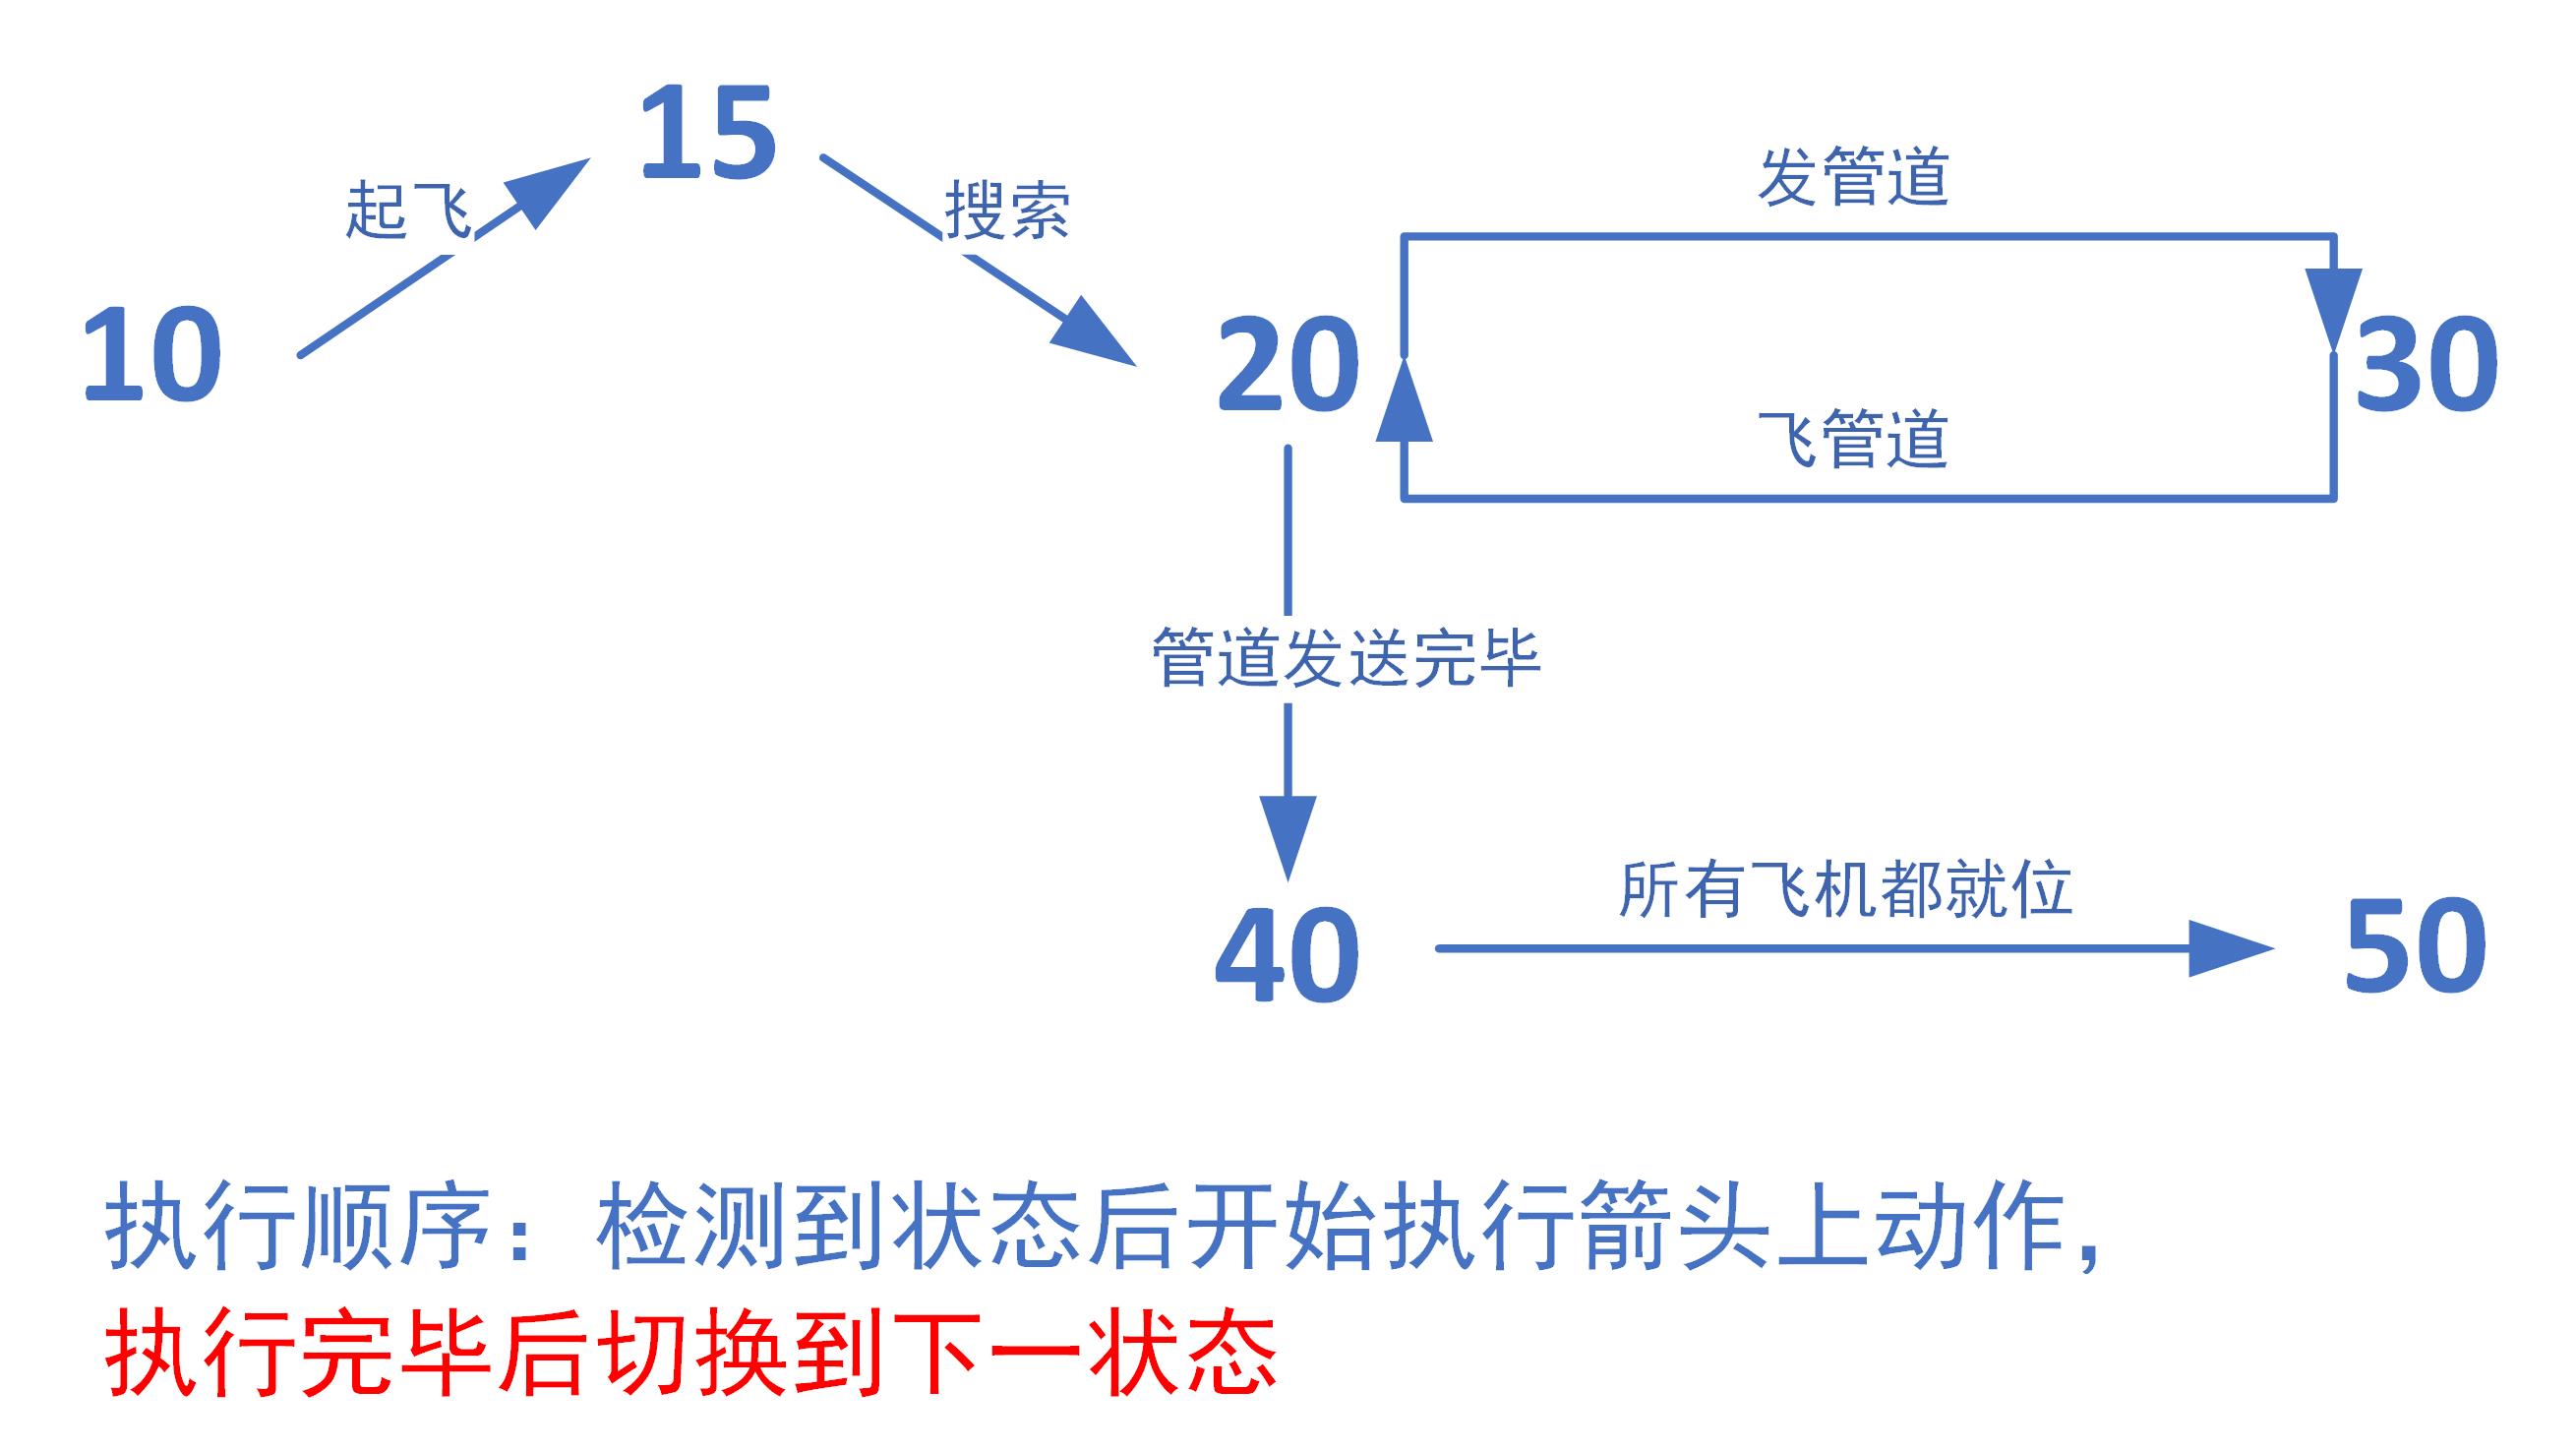 15
起飞
搜索
发管道
10
20
30
飞管道
管道发送完毕
所有飞机都就位
40
50
执行顺序：检测到状态后开始执行箭头上动作，
执行完毕后切换到下一状态